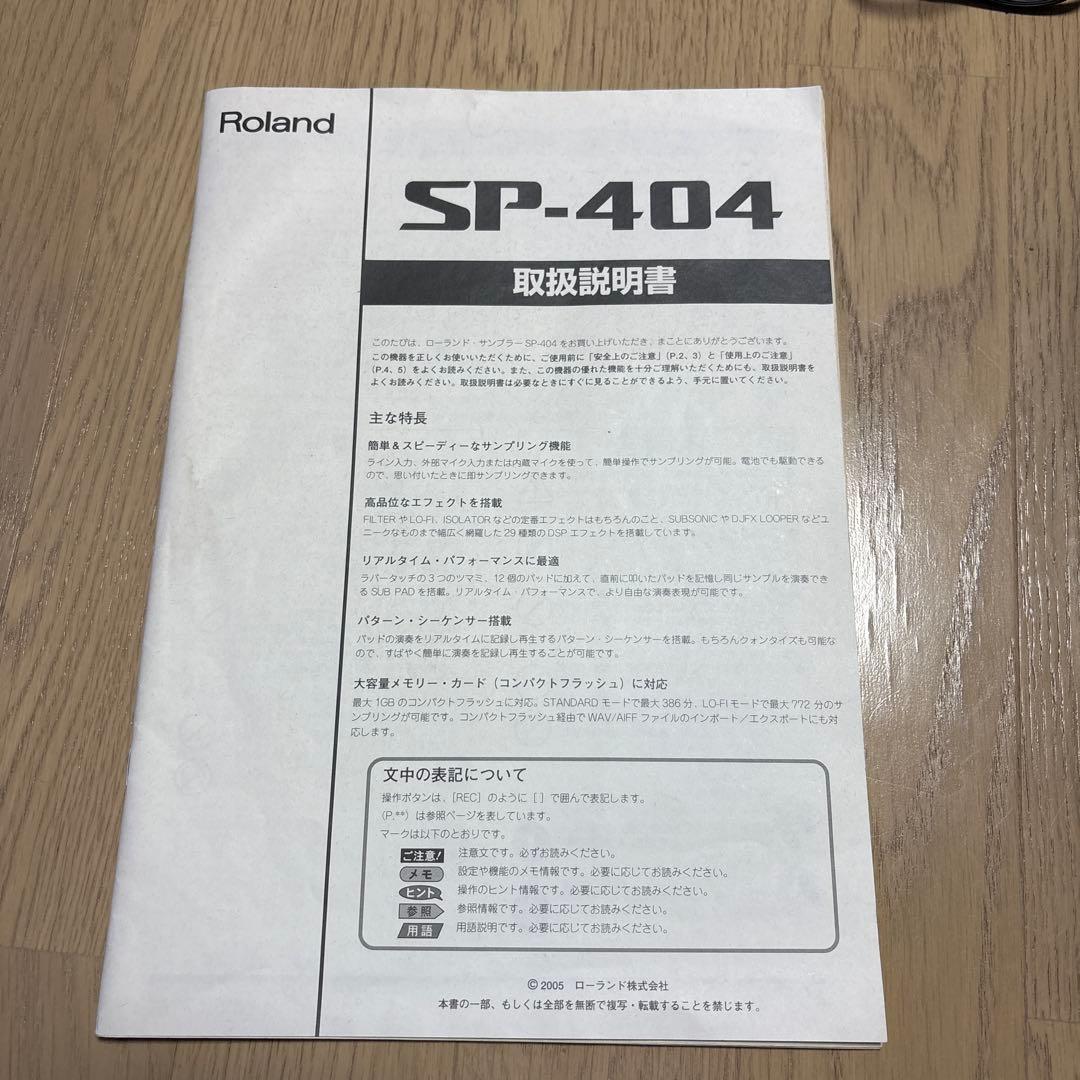 Roland
SP-404
取扱説明書
このたびは、ローランド・サンプラー SP-404 をお買い上げいただき、まことにありがとうございます。
この機器を正しくお使いいただくために、ご使用前に「安全上のご注意」（P.2、3）と「使用上のご注意」
（P.4、5）をよくお読みください。また、この機器の優れた機能を十分ご理解いただくためにも、取扱説明書を
よくお読みください。取扱説明書は必要なときにすぐに見ることができるよう、手元に置いてください。
主な特長
簡単＆スピーディーなサンプリング機能
ライン入力、外部マイク入力または内蔵マイクを使って、簡単操作でサンプリングが可能。電池でも駆動できる
ので、思い付いたときに即サンプリングできます。
高品位なエフェクトを搭載
FILTER や LO-FI、ISOLATOR などの定番エフェクトはもちろんのこと、SUBSONIC や DJFX LOOPER などユ
ニークなものまで幅広く網羅した 29 種類の DSP エフェクトを搭載しています。
リアルタイム・パフォーマンスに最適
ラバータッチの 3 つのツマミ、12 個のパッドに加えて、直前に叩いたパッドを記憶し同じサンプルを演奏でき
る SUB PAD を搭載。リアルタイム・パフォーマンスで、より自由な演奏表現が可能です。
パターン・シーケンサー搭載
パッドの演奏をリアルタイムに記録し再生するパターン・シーケンサーを搭載。もちろんクォンタイズも可能な
ので、すばやく簡単に演奏を記録し再生することが可能です。
大容量メモリー・カード（コンパクトフラッシュ）に対応
最大 1GB のコンパクトフラッシュに対応。STANDARD モードで最大 386 分、LO-FI モードで最大 772 分のサ
ンプリングが可能です。コンパクトフラッシュ経由で WAV/AIFF ファイルのインポート／エクスポートにも対
応します。
文中の表記について
操作ボタンは、[REC] のように [ ] で囲んで表記します。
（P.**）は参照ページを表しています。
マークは以下のとおりです。
ご注意! 注意文です。必ずお読みください。
メモ 設定や機能のメモ情報です。必要に応じてお読みください。
ヒント 操作のヒント情報です。必要に応じてお読みください。
参照 参照情報です。必要に応じてお読みください。
用語 用語説明です。必要に応じてお読みください。
© 2005 ローランド株式会社
本書の一部、もしくは全部を無断で複写・転載することを禁じます。